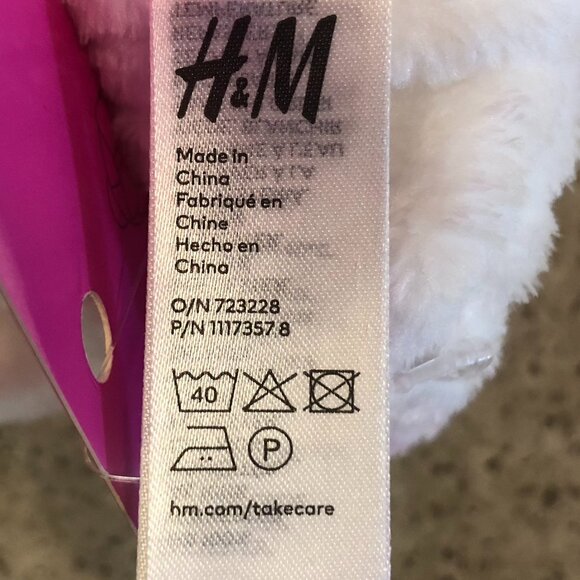 H&M
Made in
China
Fabriqué en
Chine
Hecho en
China
O/N 723228
P/N 1117357 8
40
P
hm.com/takecare